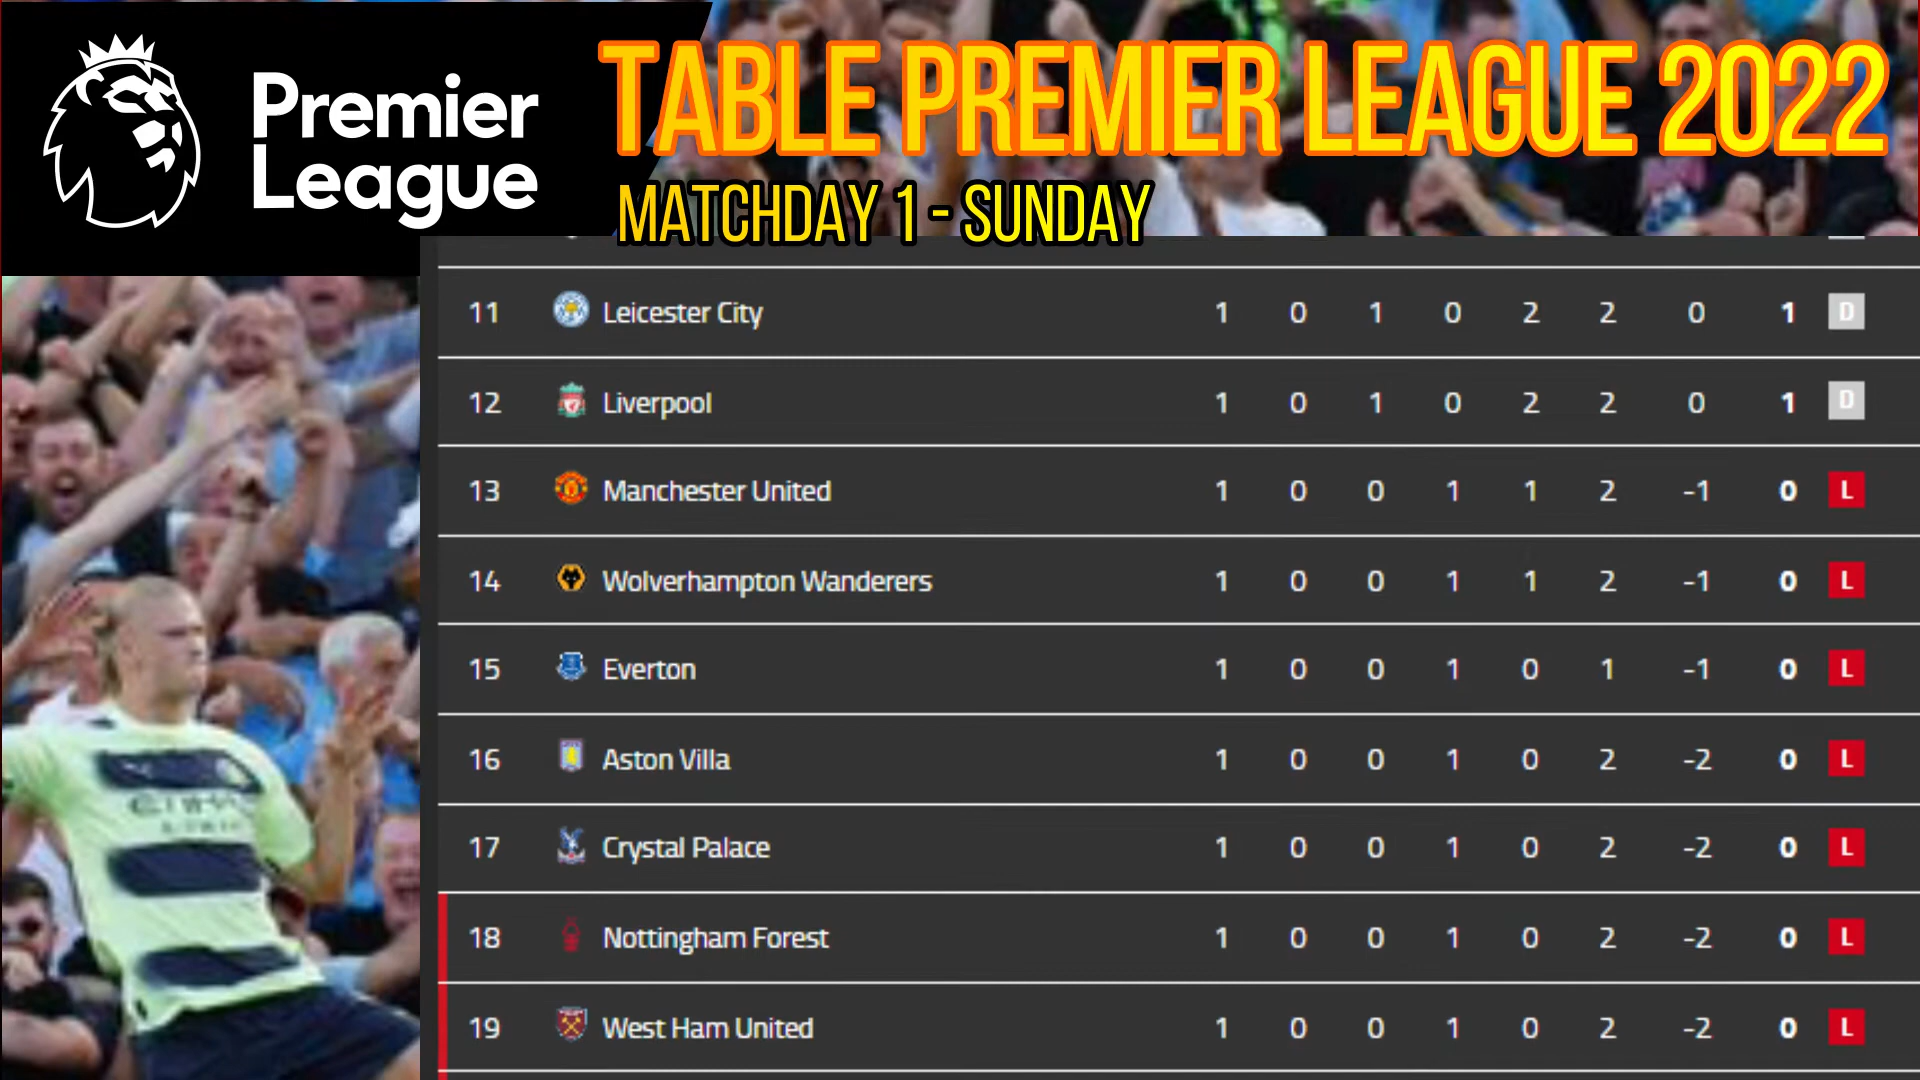 Premier
League
TABLE PREMIER LEAGUE 2022
MATCHDAY 1 - SUNDAY
11 Leicester City 1 0 1 0 2 2 0 1 D
12 Liverpool 1 0 1 0 2 2 0 1 D
13 Manchester United 1 0 0 1 1 2 -1 0 L
14 Wolverhampton Wanderers 1 0 0 1 1 2 -1 0 L
15 Everton 1 0 0 1 0 1 -1 0 L
16 Aston Villa 1 0 0 1 0 2 -2 0 L
17 Crystal Palace 1 0 0 1 0 2 -2 0 L
18 Nottingham Forest 1 0 0 1 0 2 -2 0 L
19 West Ham United 1 0 0 1 0 2 -2 0 L